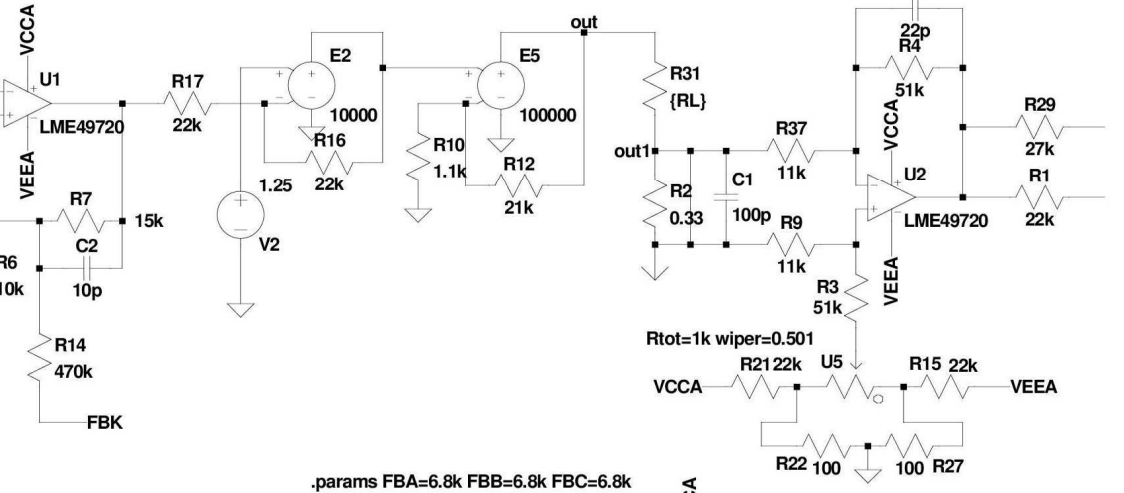 VCCA
U1
LME49720
VEEA
R17
22k
R7
15k
C2
10p
R6
10k
R14
470k
FBK
E2
10000
R16
22k
1.25
V2
E5
100000
R10
1.1k
R12
21k
out
R31
{RL}
out1
R2
0.33
C1
100p
R37
11k
R9
11k
22p
R4
51k
VCCA
U2
LME49720
VEEA
R29
27k
R1
22k
R3
51k
Rtot=1k wiper=0.501
VCCA
R21 22k
U5
R15 22k
VEEA
R22 100
100 R27
.params FBA=6.8k FBB=6.8k FBC=6.8k